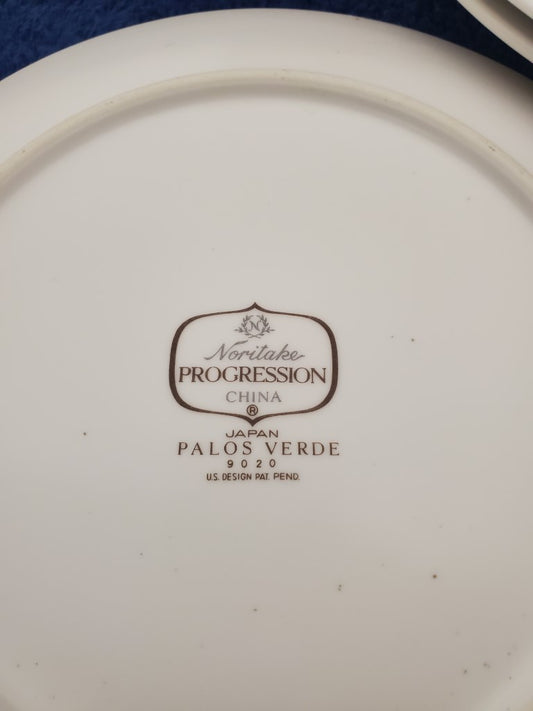 N
Noritake
PROGRESSION
CHINA
®
JAPAN
PALOS VERDE
9020
U.S. DESIGN PAT. PEND.